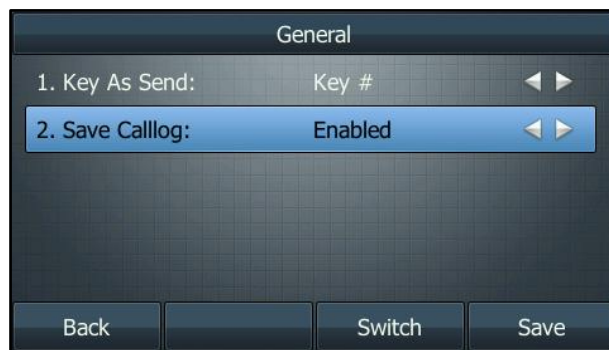 General
1. Key As Send: Key #
2. Save Calllog: Enabled
Back Switch Save